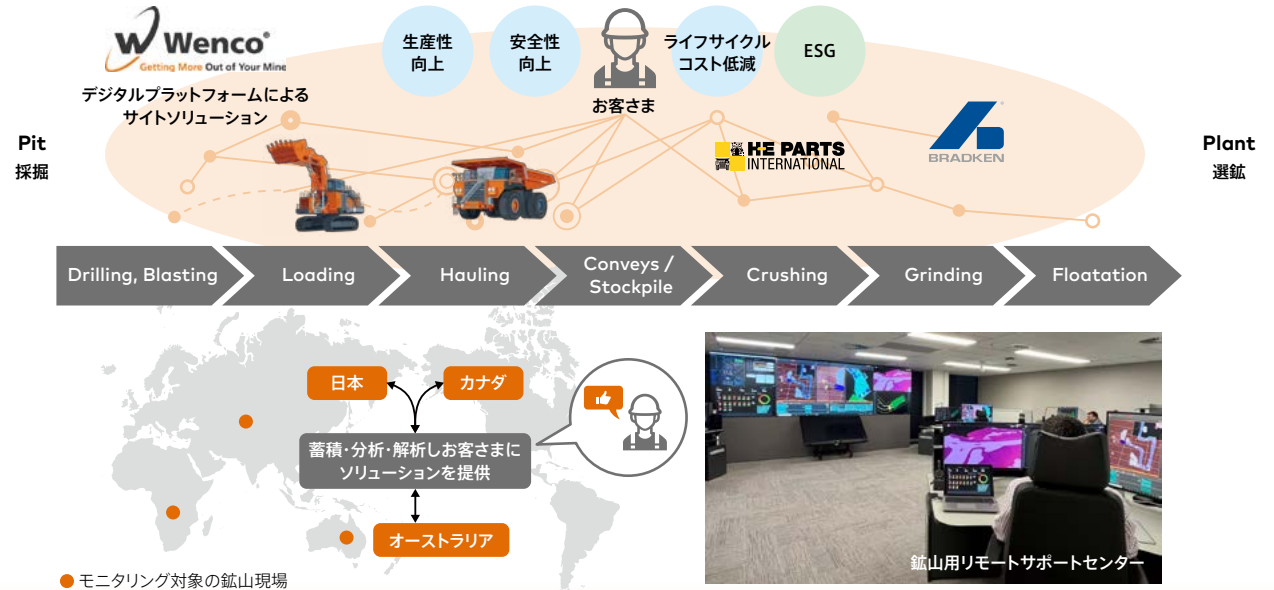 Wenco®
Getting More Out of Your Mine
デジタルプラットフォームによる
サイトソリューション
生産性
向上
安全性
向上
お客さま
ライフサイクル
コスト低減
ESG
H-E PARTS
INTERNATIONAL
BRADKEN
Pit
採掘
Plant
選鉱
Drilling, Blasting
Loading
Hauling
Conveys /
Stockpile
Crushing
Grinding
Floatation
日本
カナダ
蓄積・分析・解析しお客さまに
ソリューションを提供
オーストラリア
モニタリング対象の鉱山現場
鉱山用リモートサポートセンター